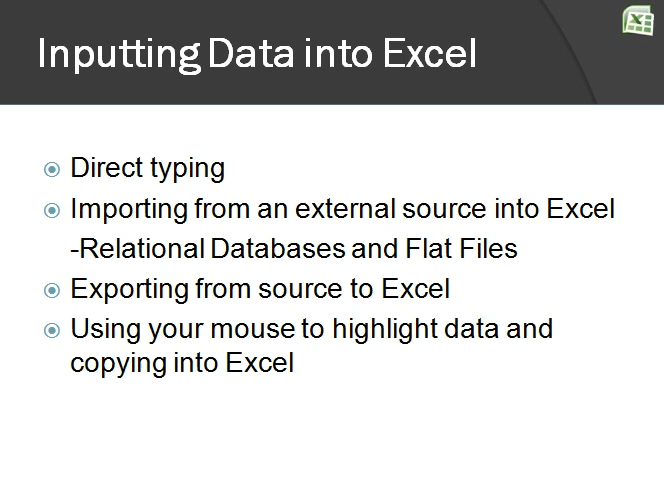 Inputting Data into Excel
Direct typing
Importing from an external source into Excel
-Relational Databases and Flat Files
Exporting from source to Excel
Using your mouse to highlight data and
copying into Excel